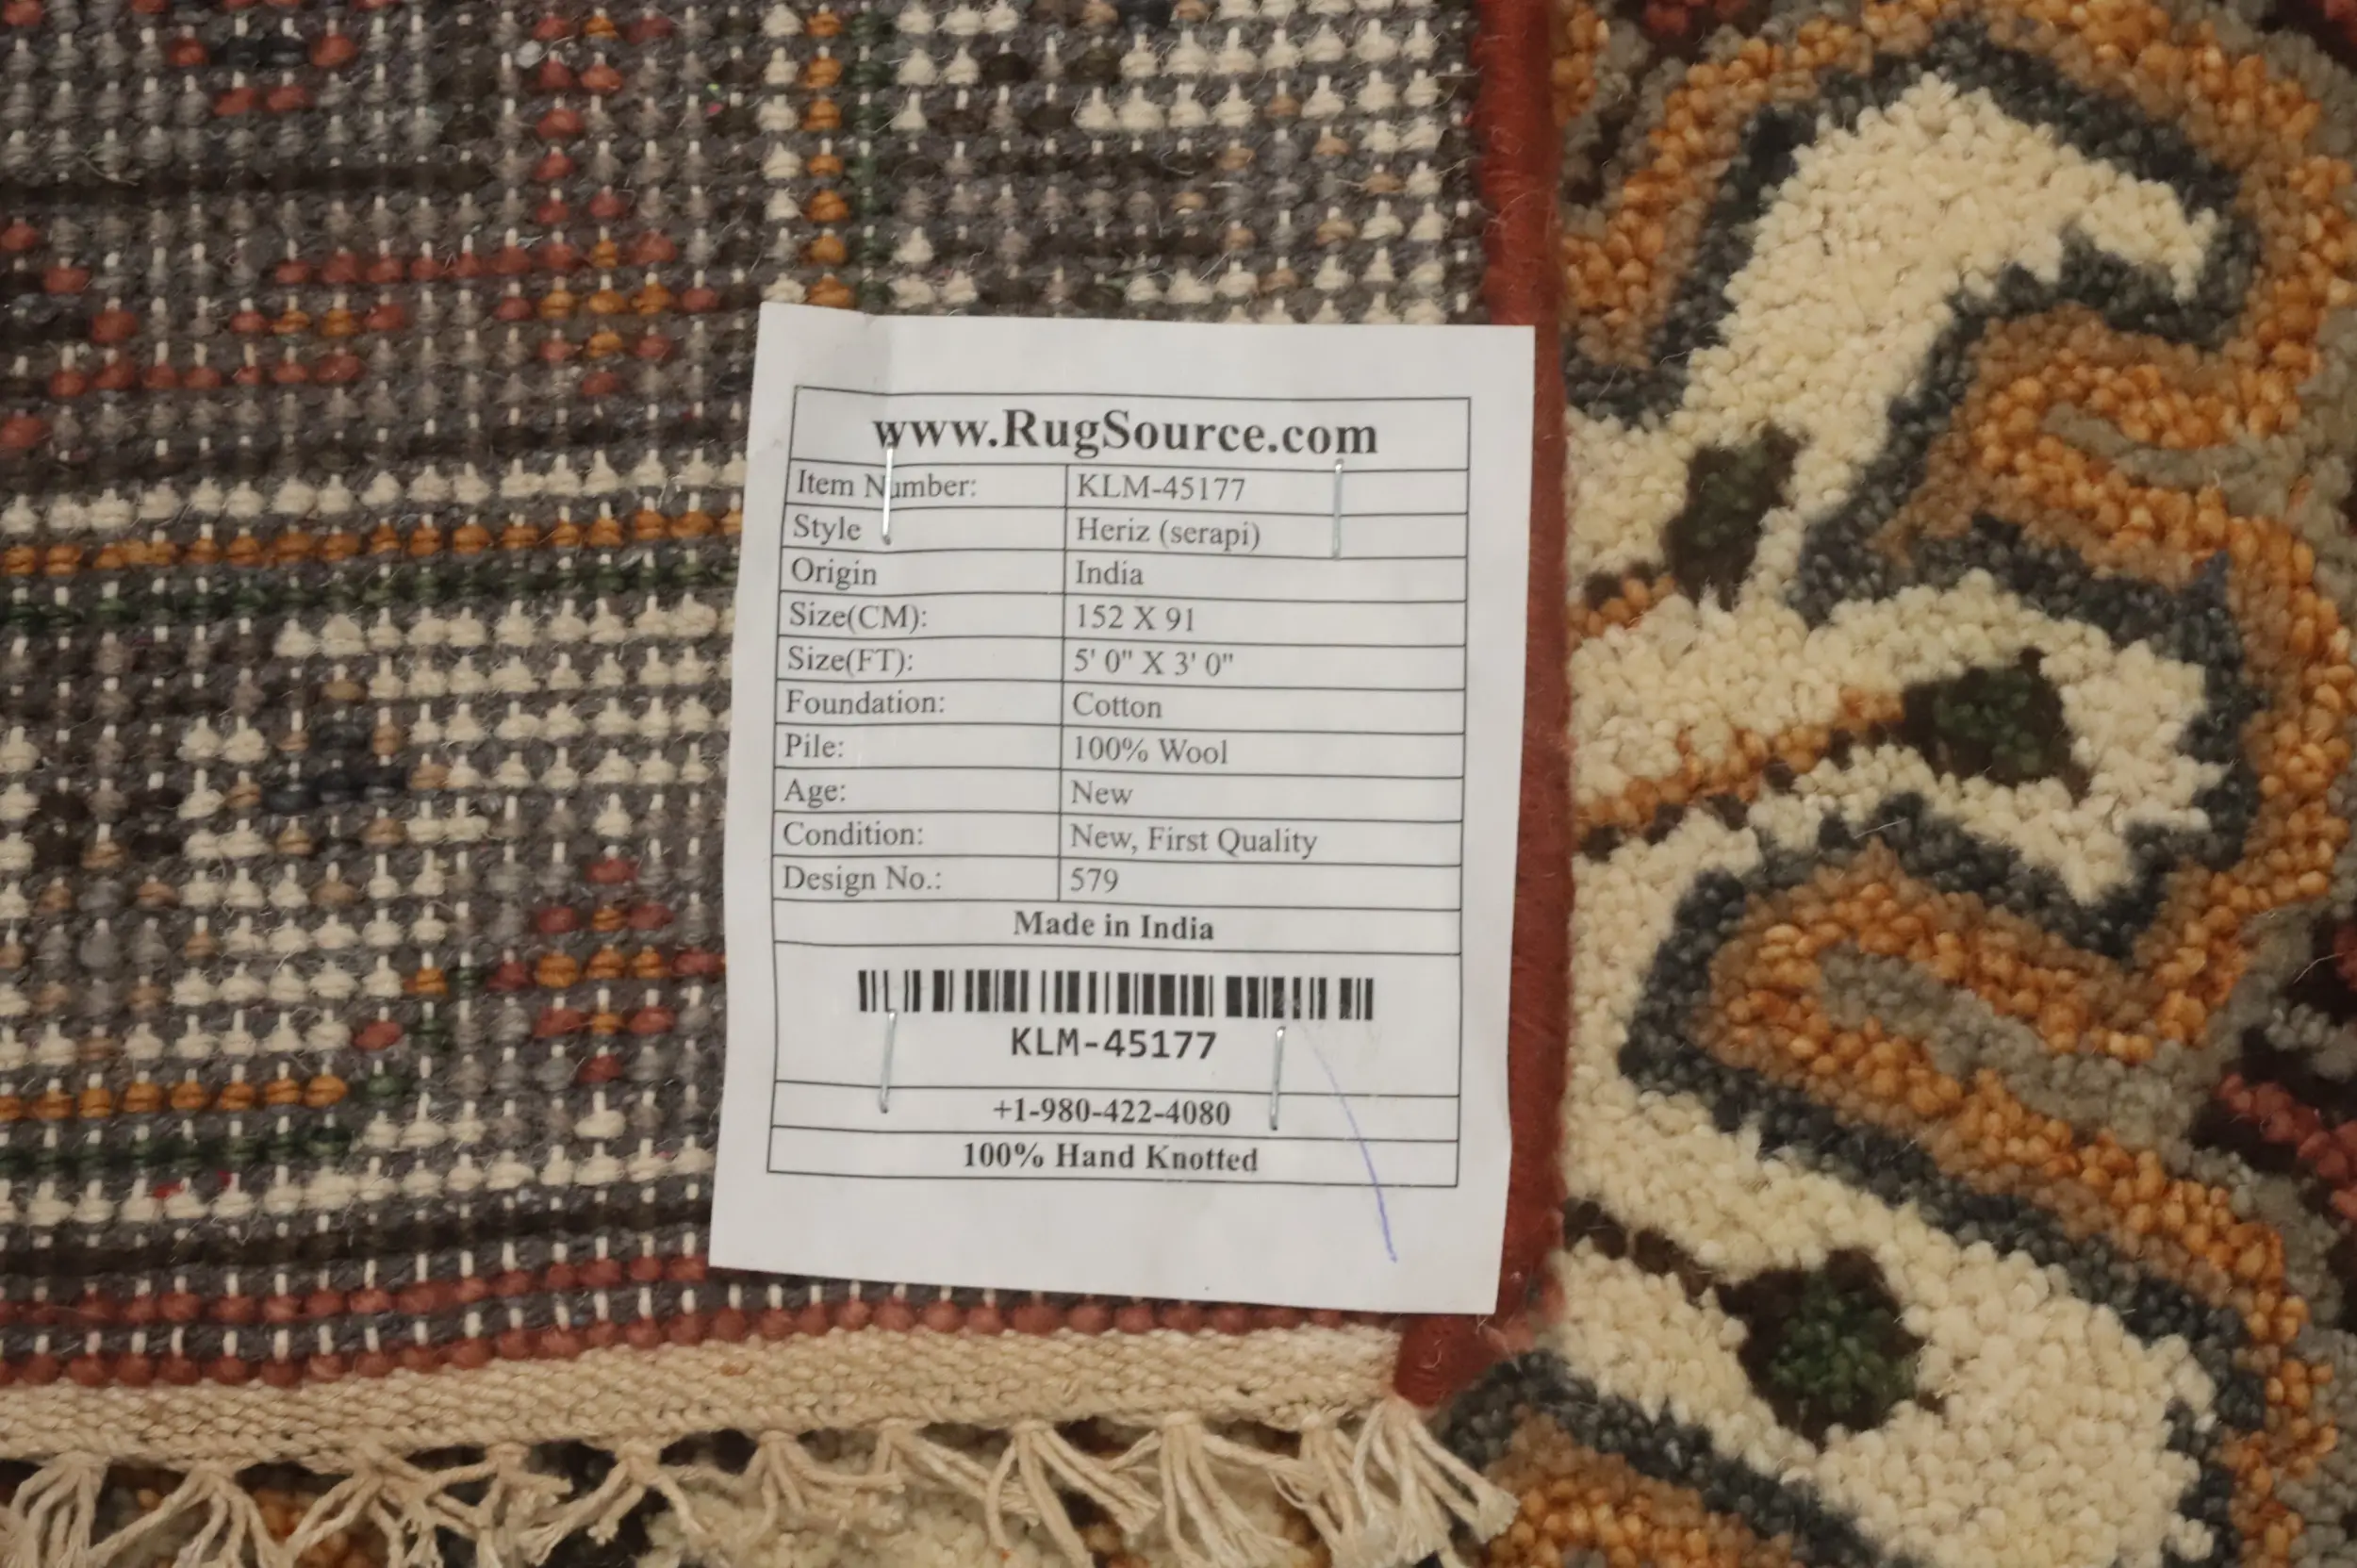 www.RugSource.com
Item Number: KLM-45177
Style Heriz (serapi)
Origin India
Size(CM): 152 X 91
Size(FT): 5' 0" X 3' 0"
Foundation: Cotton
Pile: 100% Wool
Age: New
Condition: New, First Quality
Design No.: 579
Made in India
KLM-45177
+1-980-422-4080
100% Hand Knotted